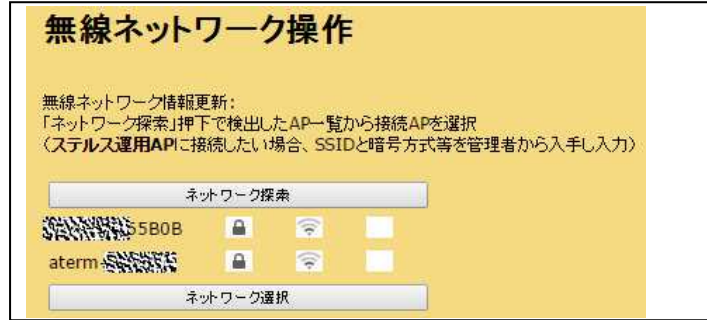 無線ネットワーク操作
無線ネットワーク情報更新：
「ネットワーク探索」押下で検出したAP一覧から接続APを選択
（ステルス運用APに接続したい場合、SSIDと暗号方式等を管理者から入手し入力）
ネットワーク探索
55B0B
aterm-
ネットワーク選択